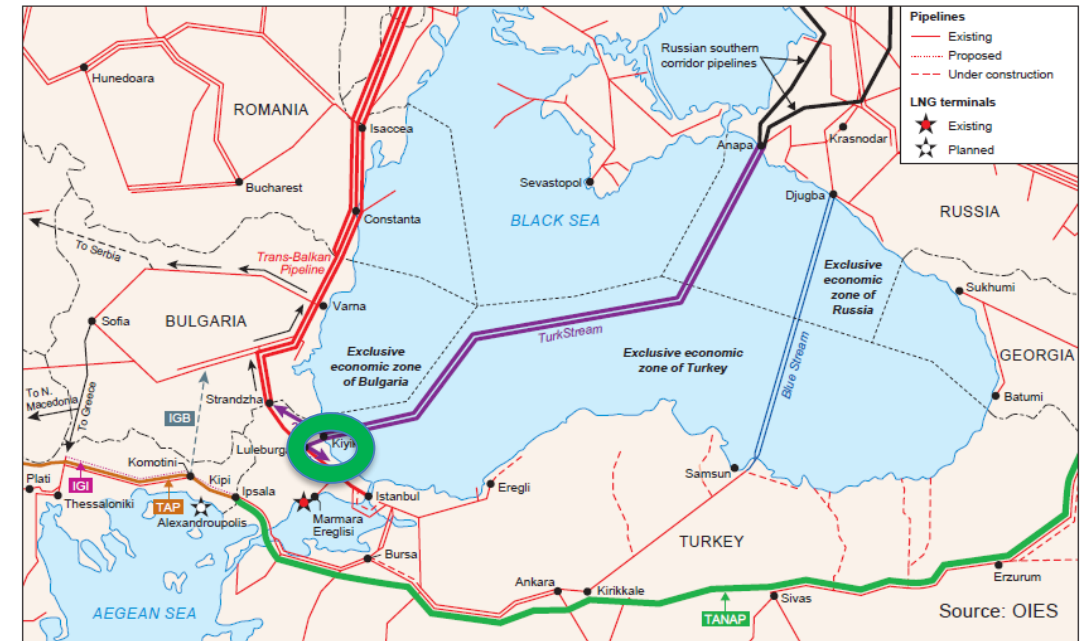 Pipelines
Existing
Proposed
Under construction
LNG terminals
Existing
Planned
Russian southern
corridor pipelines
Hunedoara
ROMANIA
Isaccea
Anapa
Krasnodar
Bucharest
Sevastopol
Djugba
Constanta
BLACK SEA
RUSSIA
To Serbia
Trans-Balkan
Pipeline
Exclusive
economic
zone of
Russia
Sukhumi
Varna
Sofia
BULGARIA
TurkStream
Exclusive
economic zone
of Bulgaria
Exclusive economic
zone of Turkey
Blue Stream
GEORGIA
To N.
Macedonia
To Greece
Strandzha
Batumi
IGB
Kiyik
Luleburg
Komotini
Kipi
Samsun
Plati
IGI
Ipsala
Eregli
Thessaloniki
TAP
Alexandroupolis
Istanbul
Marmara
Ereglisi
TURKEY
Bursa
Ankara
Kirikkale
Erzurum
AEGEAN SEA
TANAP
Sivas
Source: OIES